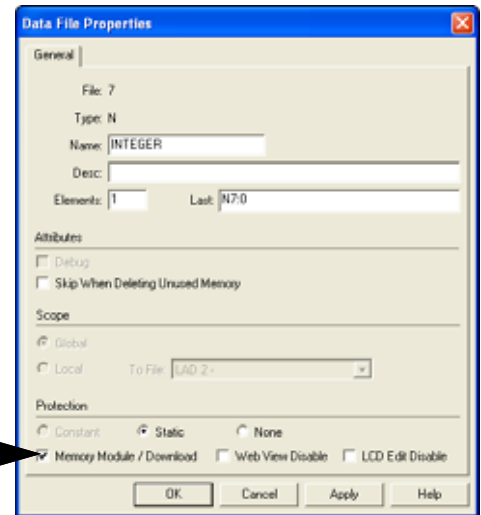 Data File Properties
General
File: 7
Type: N
Name: INTEGER
Desc:
Elements: 1 Last: N7:0
Attributes
Debug
Skip When Deleting Unused Memory
Scope
Global
Local To File: LAD 2 -
Protection
Constant Static None
Memory Module / Download Web View Disable LCD Edit Disable
OK Cancel Apply Help